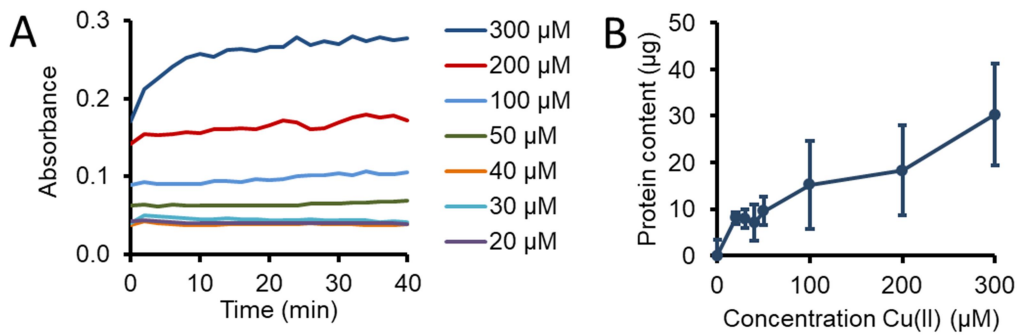 A
0.3
0.2
0.1
0.0
Absorbance
0
10
20
30
40
Time (min)
300 µM
200 µM
100 µM
50 µM
40 µM
30 µM
20 µM
B
50
40
30
20
10
0
Protein content (µg)
0
100
200
300
Concentration Cu(II) (µM)